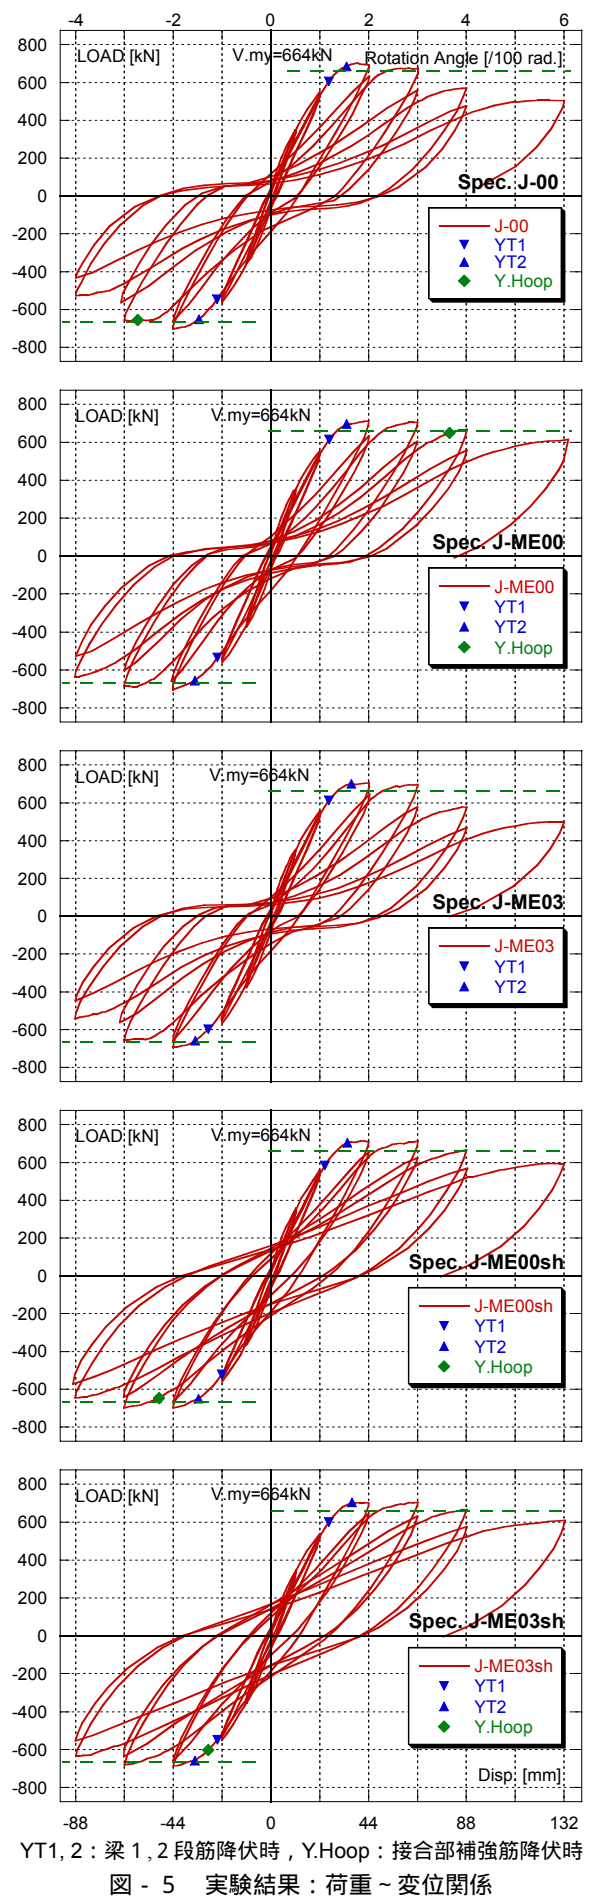 -4 -2 0 2 4 6
800
600
400
200
0
-200
-400
-600
-800
LOAD [kN]
V.my=664kN
Rotation Angle [/100 rad.]
Spec. J-00
J-00
YT1
YT2
Y.Hoop
800
600
400
200
0
-200
-400
-600
-800
LOAD [kN]
V.my=664kN
Spec. J-ME00
J-ME00
YT1
YT2
Y.Hoop
800
600
400
200
0
-200
-400
-600
-800
LOAD [kN]
V.my=664kN
Spec. J-ME03
J-ME03
YT1
YT2
800
600
400
200
0
-200
-400
-600
-800
LOAD [kN]
V.my=664kN
Spec. J-ME00sh
J-ME00sh
YT1
YT2
Y.Hoop
800
600
400
200
0
-200
-400
-600
-800
LOAD [kN]
V.my=664kN
Spec. J-ME03sh
J-ME03sh
YT1
YT2
Y.Hoop
Disp. [mm]
-88 -44 0 44 88 132
YT1, 2：梁 1 , 2 段筋降伏時 , Y.Hoop：接合部補強筋降伏時
図 - 5 実験結果：荷重 ~ 変位関係